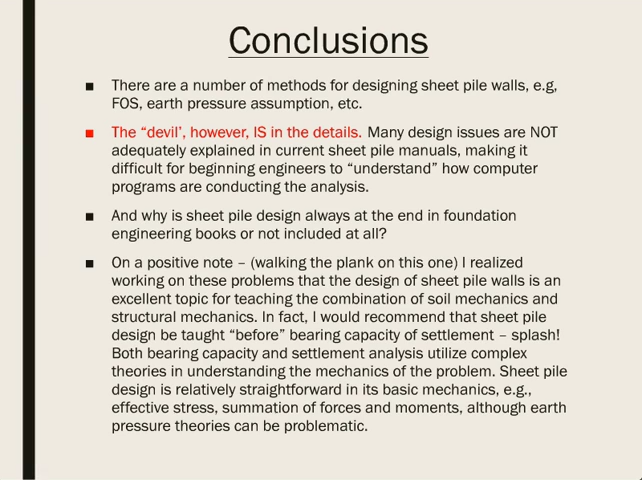 Conclusions
■ There are a number of methods for designing sheet pile walls, e.g,
FOS, earth pressure assumption, etc.
■ The “devil’, however, IS in the details. Many design issues are NOT
adequately explained in current sheet pile manuals, making it
difficult for beginning engineers to “understand” how computer
programs are conducting the analysis.
■ And why is sheet pile design always at the end in foundation
engineering books or not included at all?
■ On a positive note – (walking the plank on this one) I realized
working on these problems that the design of sheet pile walls is an
excellent topic for teaching the combination of soil mechanics and
structural mechanics. In fact, I would recommend that sheet pile
design be taught “before” bearing capacity of settlement – splash!
Both bearing capacity and settlement analysis utilize complex
theories in understanding the mechanics of the problem. Sheet pile
design is relatively straightforward in its basic mechanics, e.g.,
effective stress, summation of forces and moments, although earth
pressure theories can be problematic.